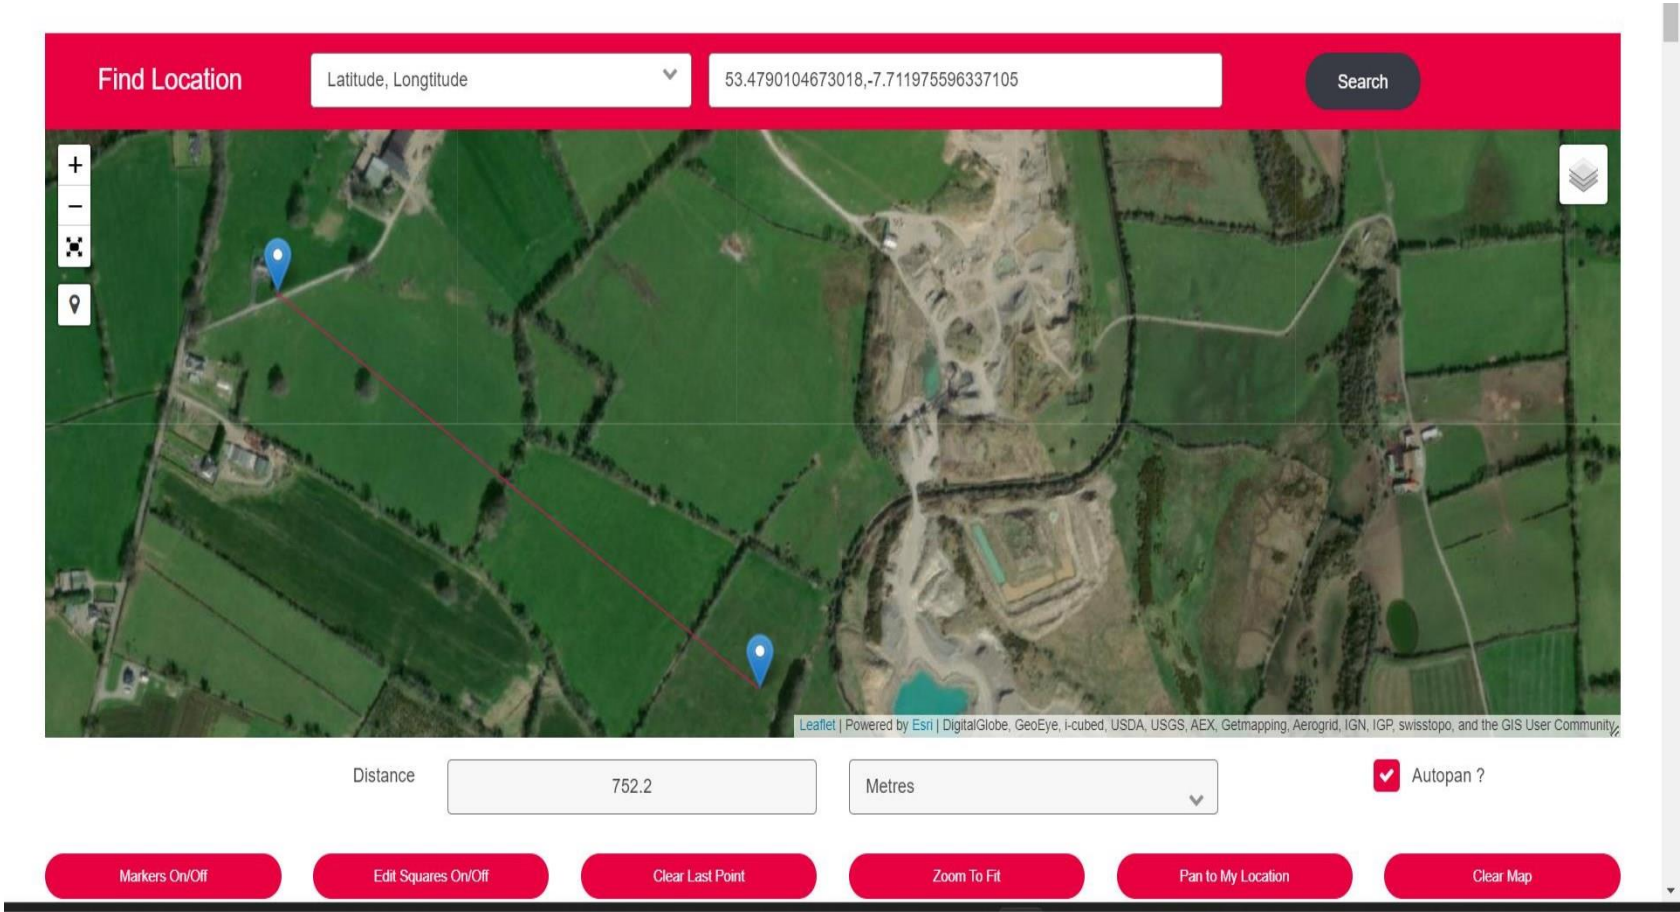 Find Location
Latitude, Longtitude
53.4790104673018,-7.711975596337105
Search
+
−
Leaflet | Powered by Esri | DigitalGlobe, GeoEye, i-cubed, USDA, USGS, AEX, Getmapping, Aerogrid, IGN, IGP, swisstopo, and the GIS User Community
Distance
752.2
Metres
Autopan ?
Markers On/Off
Edit Squares On/Off
Clear Last Point
Zoom To Fit
Pan to My Location
Clear Map